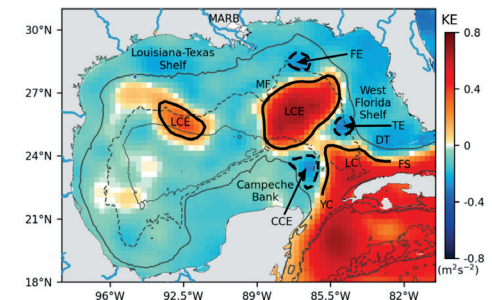 MARB
KE
30°N
Louisiana-Texas
Shelf
FE
0.8
MF
West
Florida
Shelf
27°N
LCE
LCE
0.4
TE
DT
0
24°N
LC
FS
Campeche
Bank
YC
-0.4
21°N
CCE
18°N
-0.8
(m²s⁻²)
96°W
92.5°W
89°W
85.5°W
82°W